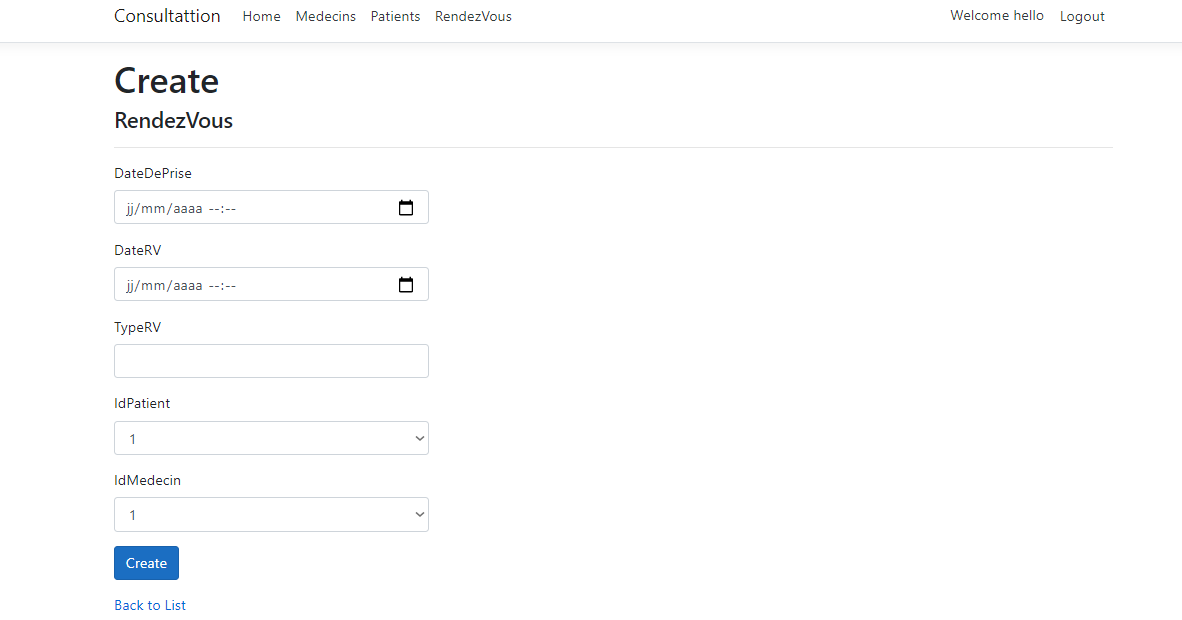 Consultattion Home Medecins Patients RendezVous Welcome hello Logout
Create
RendezVous
DateDePrise
jj/mm/aaaa --:--
DateRV
jj/mm/aaaa --:--
TypeRV
IdPatient
1
IdMedecin
1
Create
Back to List